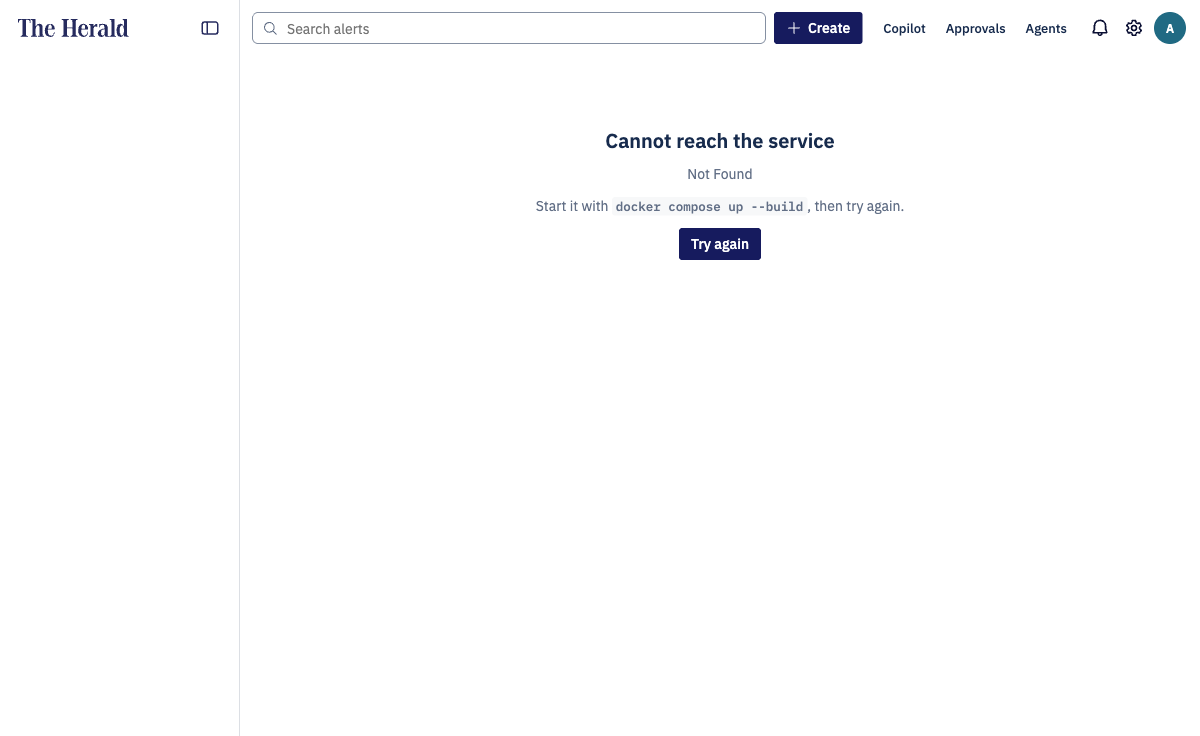 The Herald
Search alerts
Create
Copilot
Approvals
Agents
A
Cannot reach the service
Not Found
Start it with docker compose up --build, then try again.
Try again